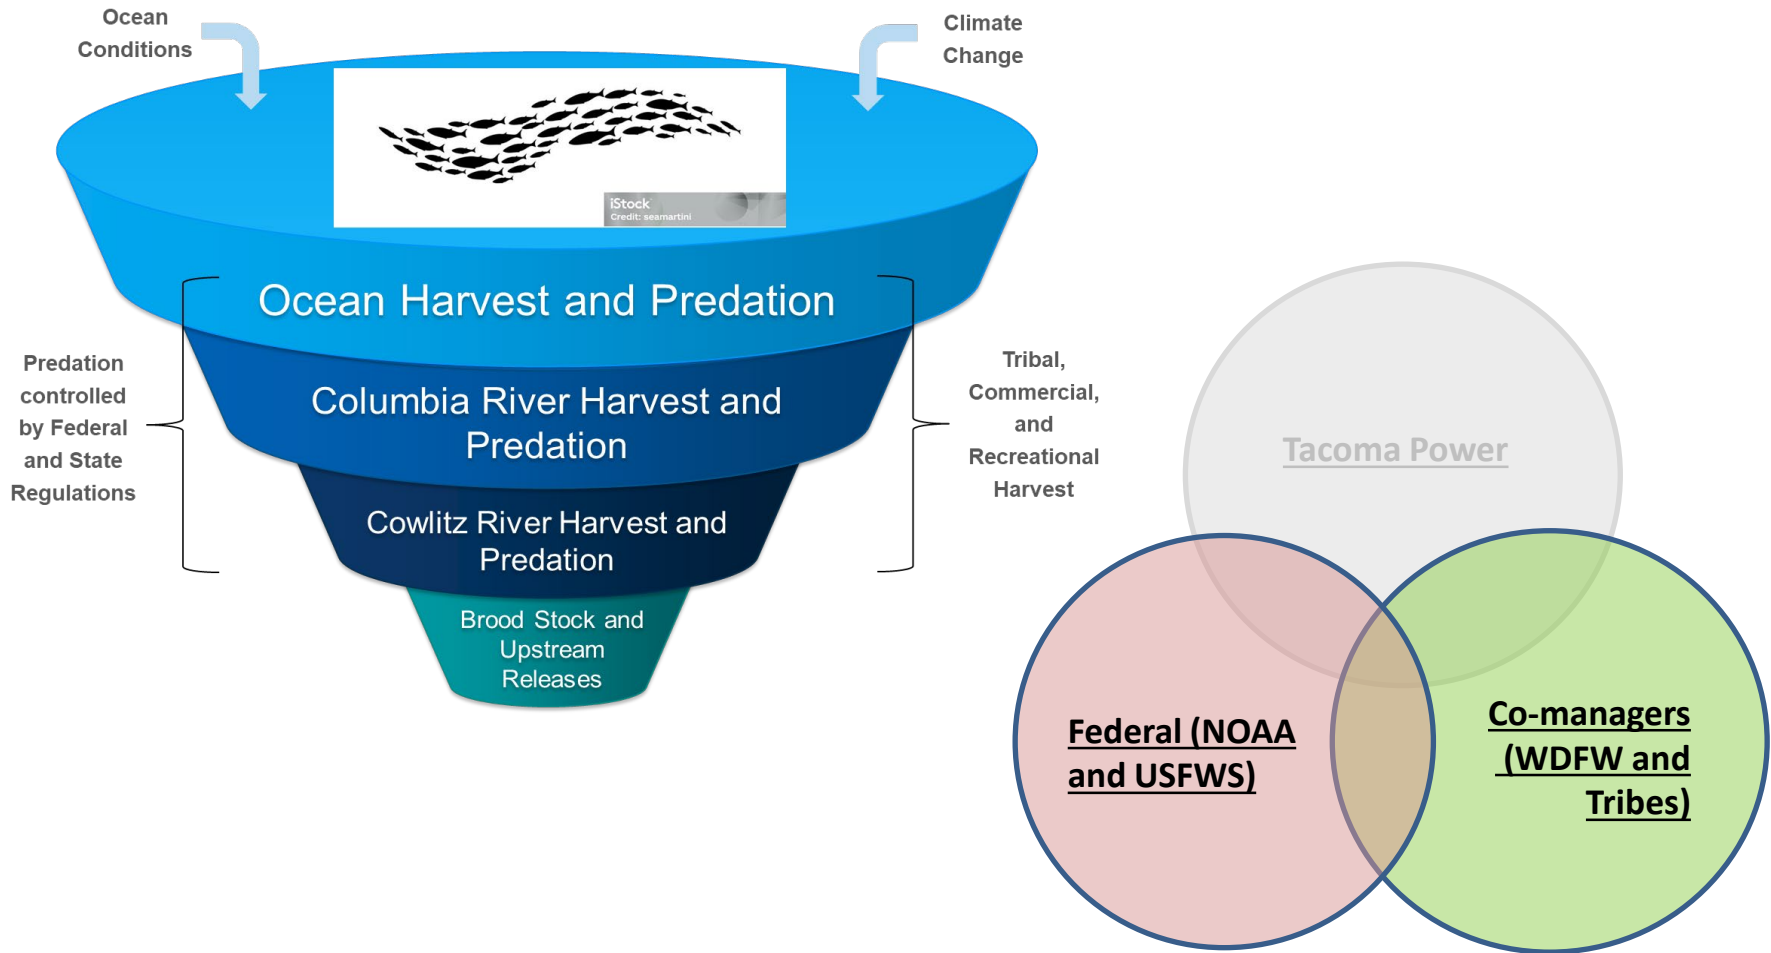 Ocean
Conditions
Climate
Change
iStock
Credit: seamartini
Ocean Harvest and Predation
Columbia River Harvest and
Predation
Cowlitz River Harvest and
Predation
Brood Stock and
Upstream
Releases
Predation
controlled
by Federal
and State
Regulations
Tribal,
Commercial,
and
Recreational
Harvest
Tacoma Power
Federal (NOAA
and USFWS)
Co-managers
(WDFW and
Tribes)